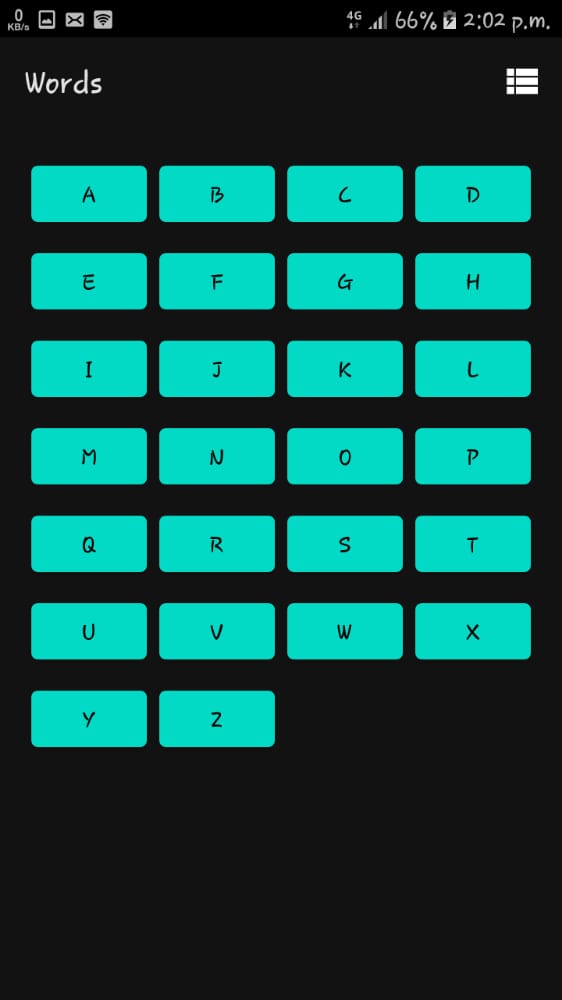 0 KB/s 4G 66% 2:02 p.m.
Words
A B C D
E F G H
I J K L
M N O P
Q R S T
U V W X
Y Z